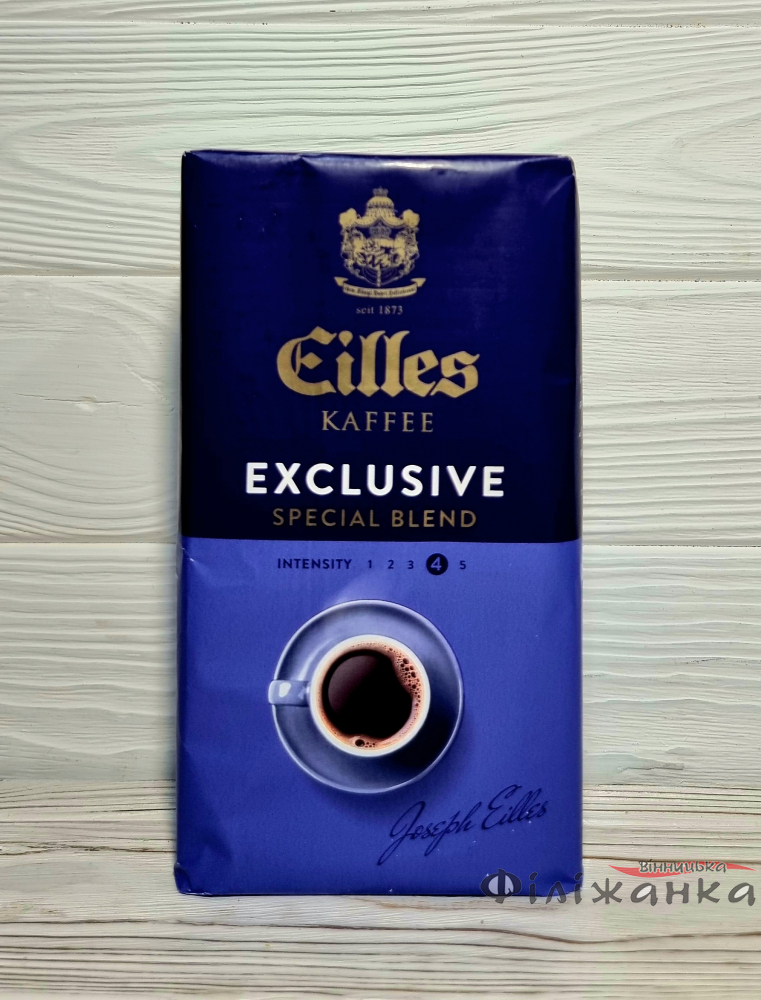 seit 1873
Eilles
KAFFEE
EXCLUSIVE
SPECIAL BLEND
INTENSITY 1 2 3 4 5
Joseph Eilles
вінницька
Філіжанка